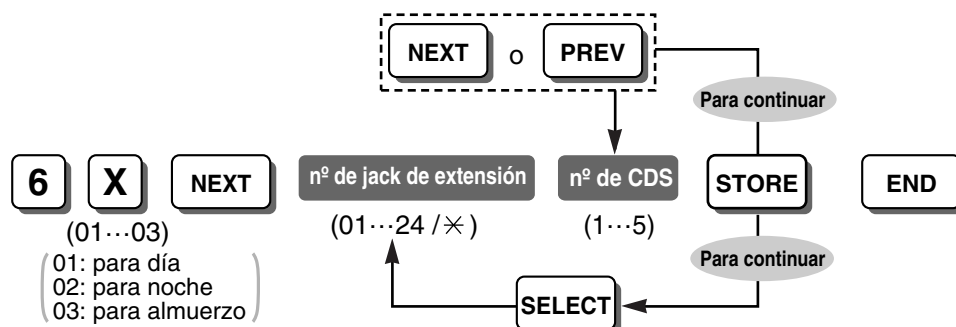 NEXT o PREV
Para continuar
6 X NEXT nº de jack de extensión nº de CDS STORE END
(01···03) (01···24 /✳) (1···5)
Para continuar
01: para día
02: para noche
03: para almuerzo
SELECT